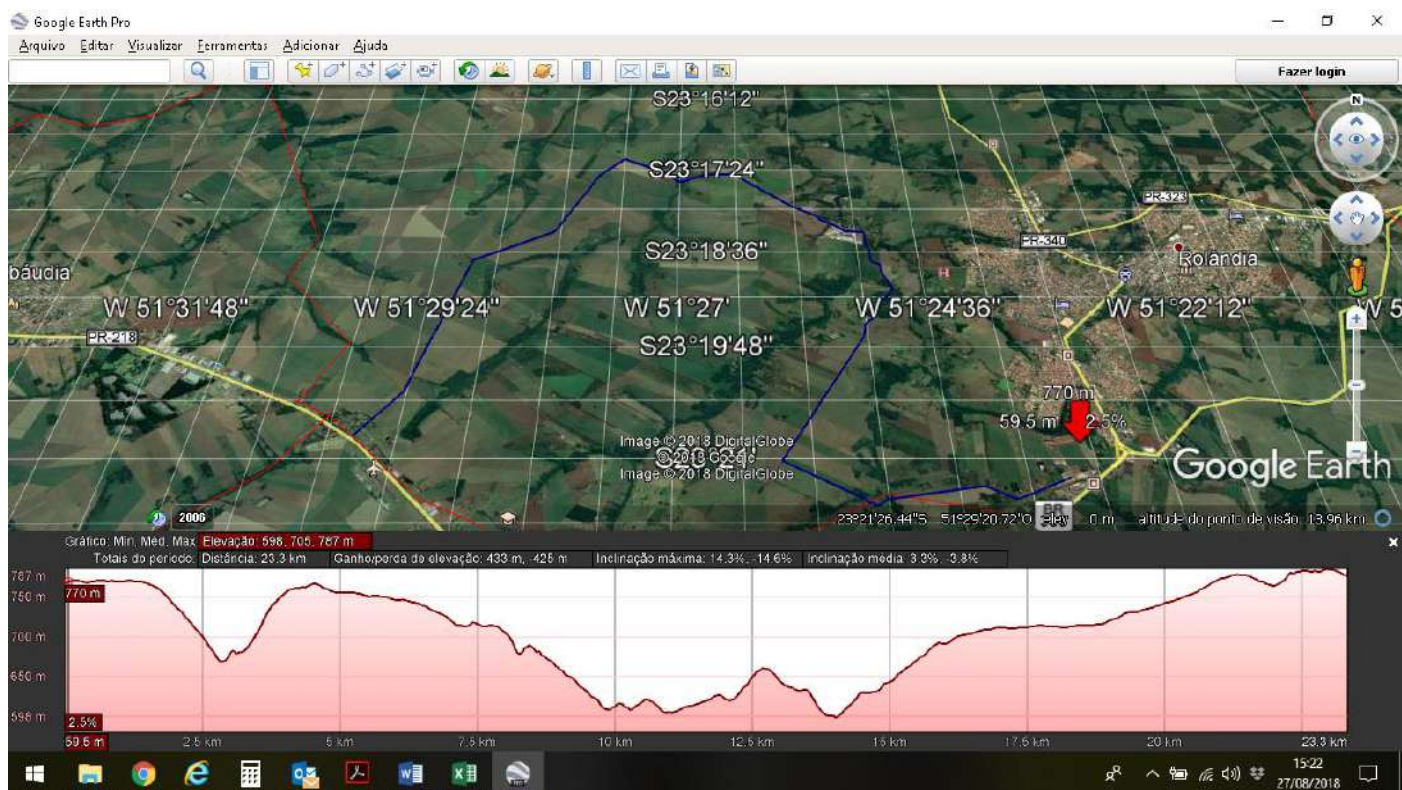 Google Earth Pro
Arquivo Editar Visualizar Ferramentas Adicionar Ajuda
Fazer login
S23°16'12"
N
S23°17'24"
PR-323
PR-340
S23°18'36"
Rolândia
báudia
H
W 51°31'48" W 51°29'24" W 51°27' W 51°24'36" W 51°22'12" W 5
PR-218
S23°19'48"
770 m
59.5 m 2.5%
Image © 2018 DigitalGlobe
© 2018 Google
S23°21'
Image © 2018 DigitalGlobe
Google Earth
BR
2006
23°21'26.44"S 51°29'20.72"O elev 0 m altitude do ponto de visão 13.96 km
Gráfico: Mín, Méd, Máx Elevação: 598, 705, 787 m
Totais do período: Distância: 23.3 km Ganho/perda de elevação: 433 m, -425 m Inclinação máxima: 14.3%, -14.6% Inclinação média: 3.3%, -3.8%
787 m
750 m
770 m
700 m
650 m
598 m
2.5%
59.5 m 2.5 km 5 km 7.5 km 10 km 12.5 km 15 km 17.5 km 20 km 23.3 km
15:22
27/08/2018